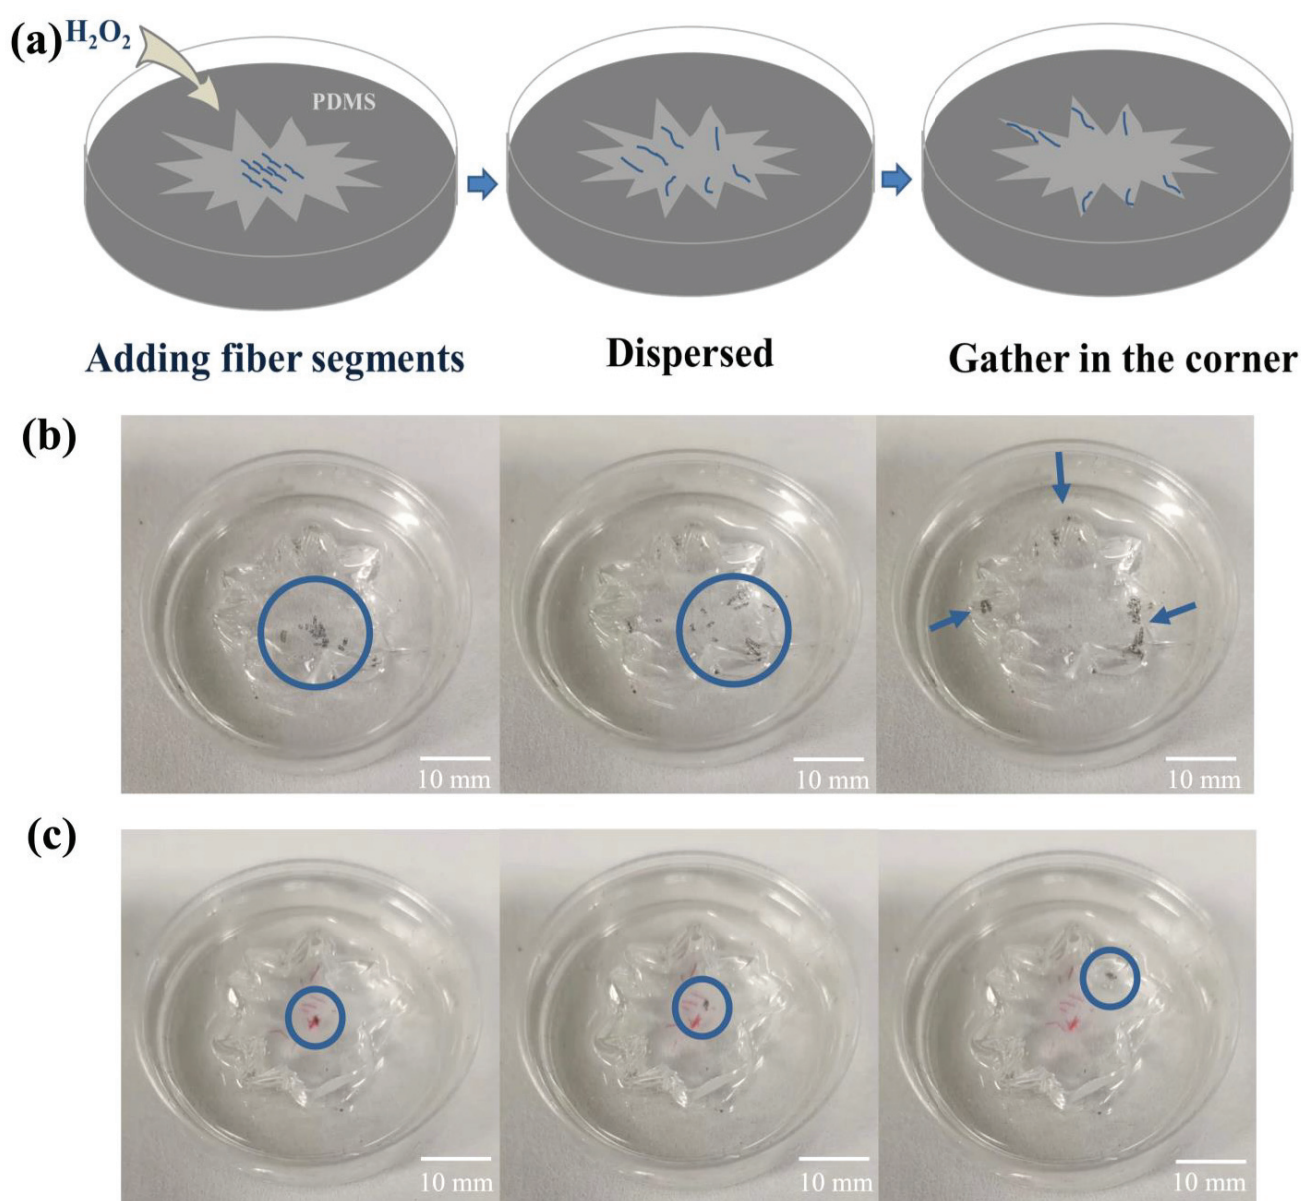 (a)
H₂O₂
PDMS
Adding fiber segments
Dispersed
Gather in the corner
(b)
10 mm
10 mm
10 mm
(c)
10 mm
10 mm
10 mm